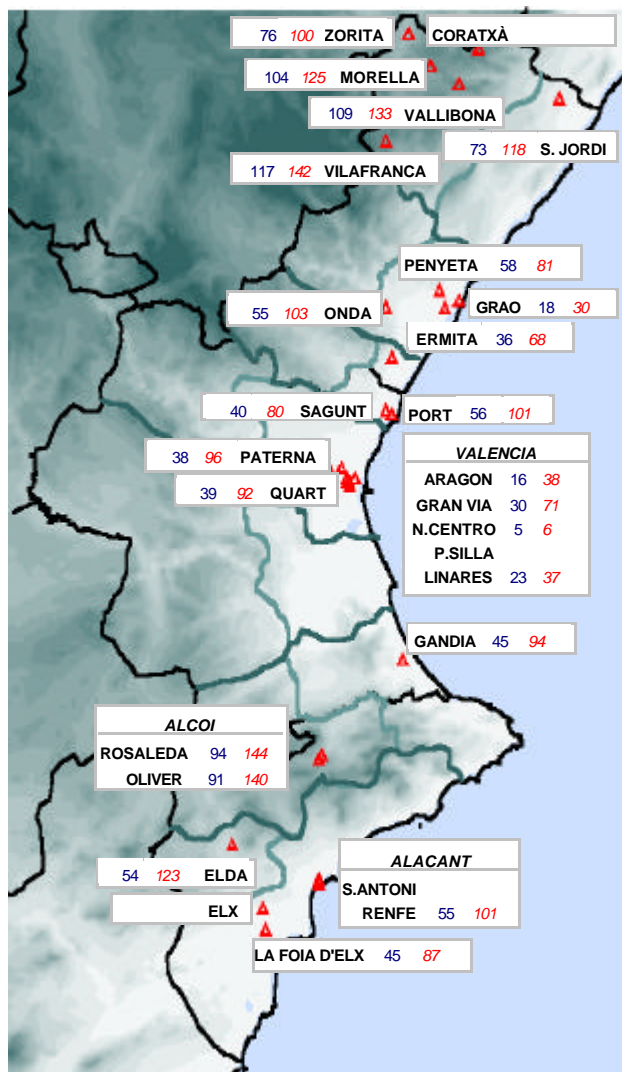 76 100 ZORITA
CORATXÀ
104 125 MORELLA
109 133 VALLIBONA
73 118 S. JORDI
117 142 VILAFRANCA
PENYETA 58 81
55 103 ONDA
GRAO 18 30
ERMITA 36 68
40 80 SAGUNT
PORT 56 101
38 96 PATERNA
39 92 QUART
VALENCIA
ARAGON 16 38
GRAN VIA 30 71
N.CENTRO 5 6
P.SILLA
LINARES 23 37
GANDIA 45 94
ALCOI
ROSALEDA 94 144
OLIVER 91 140
54 123 ELDA
ELX
ALACANT
S.ANTONI
RENFE 55 101
LA FOIA D'ELX 45 87